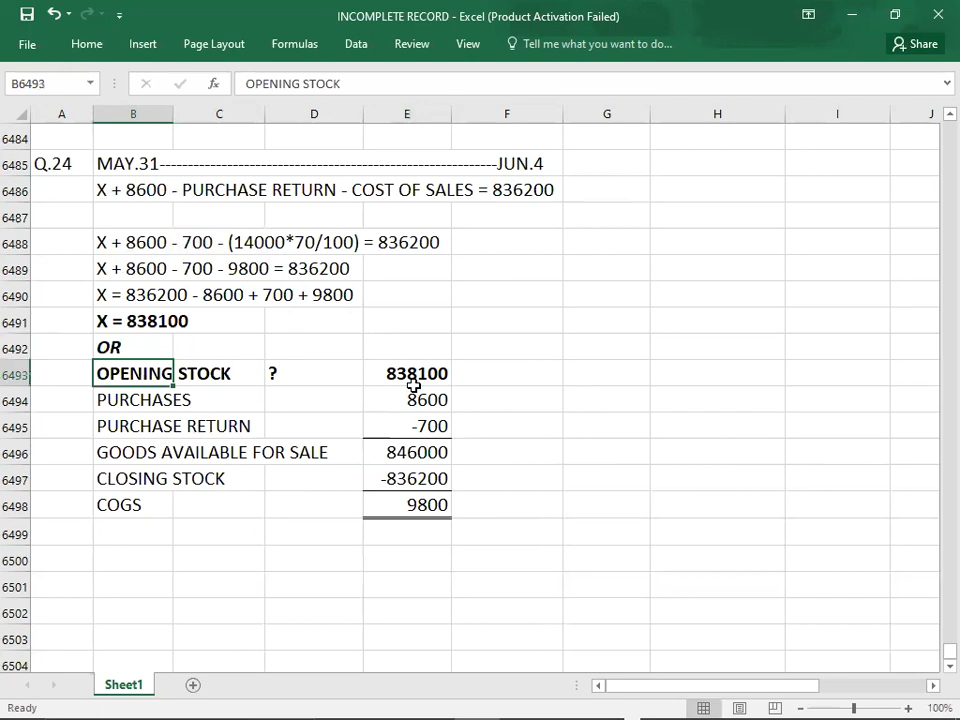 INCOMPLETE RECORD - Excel (Product Activation Failed)
File Home Insert Page Layout Formulas Data Review View Tell me what you want to do... Share
B6493 fx OPENING STOCK
A B C D E F G H I J
6484
6485 Q.24 MAY.31------------------------------------------------------------JUN.4
6486 X + 8600 - PURCHASE RETURN - COST OF SALES = 836200
6487
6488 X + 8600 - 700 - (14000*70/100) = 836200
6489 X + 8600 - 700 - 9800 = 836200
6490 X = 836200 - 8600 + 700 + 9800
6491 X = 838100
6492 OR
6493 OPENING STOCK ? 838100
6494 PURCHASES 8600
6495 PURCHASE RETURN -700
6496 GOODS AVAILABLE FOR SALE 846000
6497 CLOSING STOCK -836200
6498 COGS 9800
6499
6500
6501
6502
6503
6504
Sheet1
Ready 100%